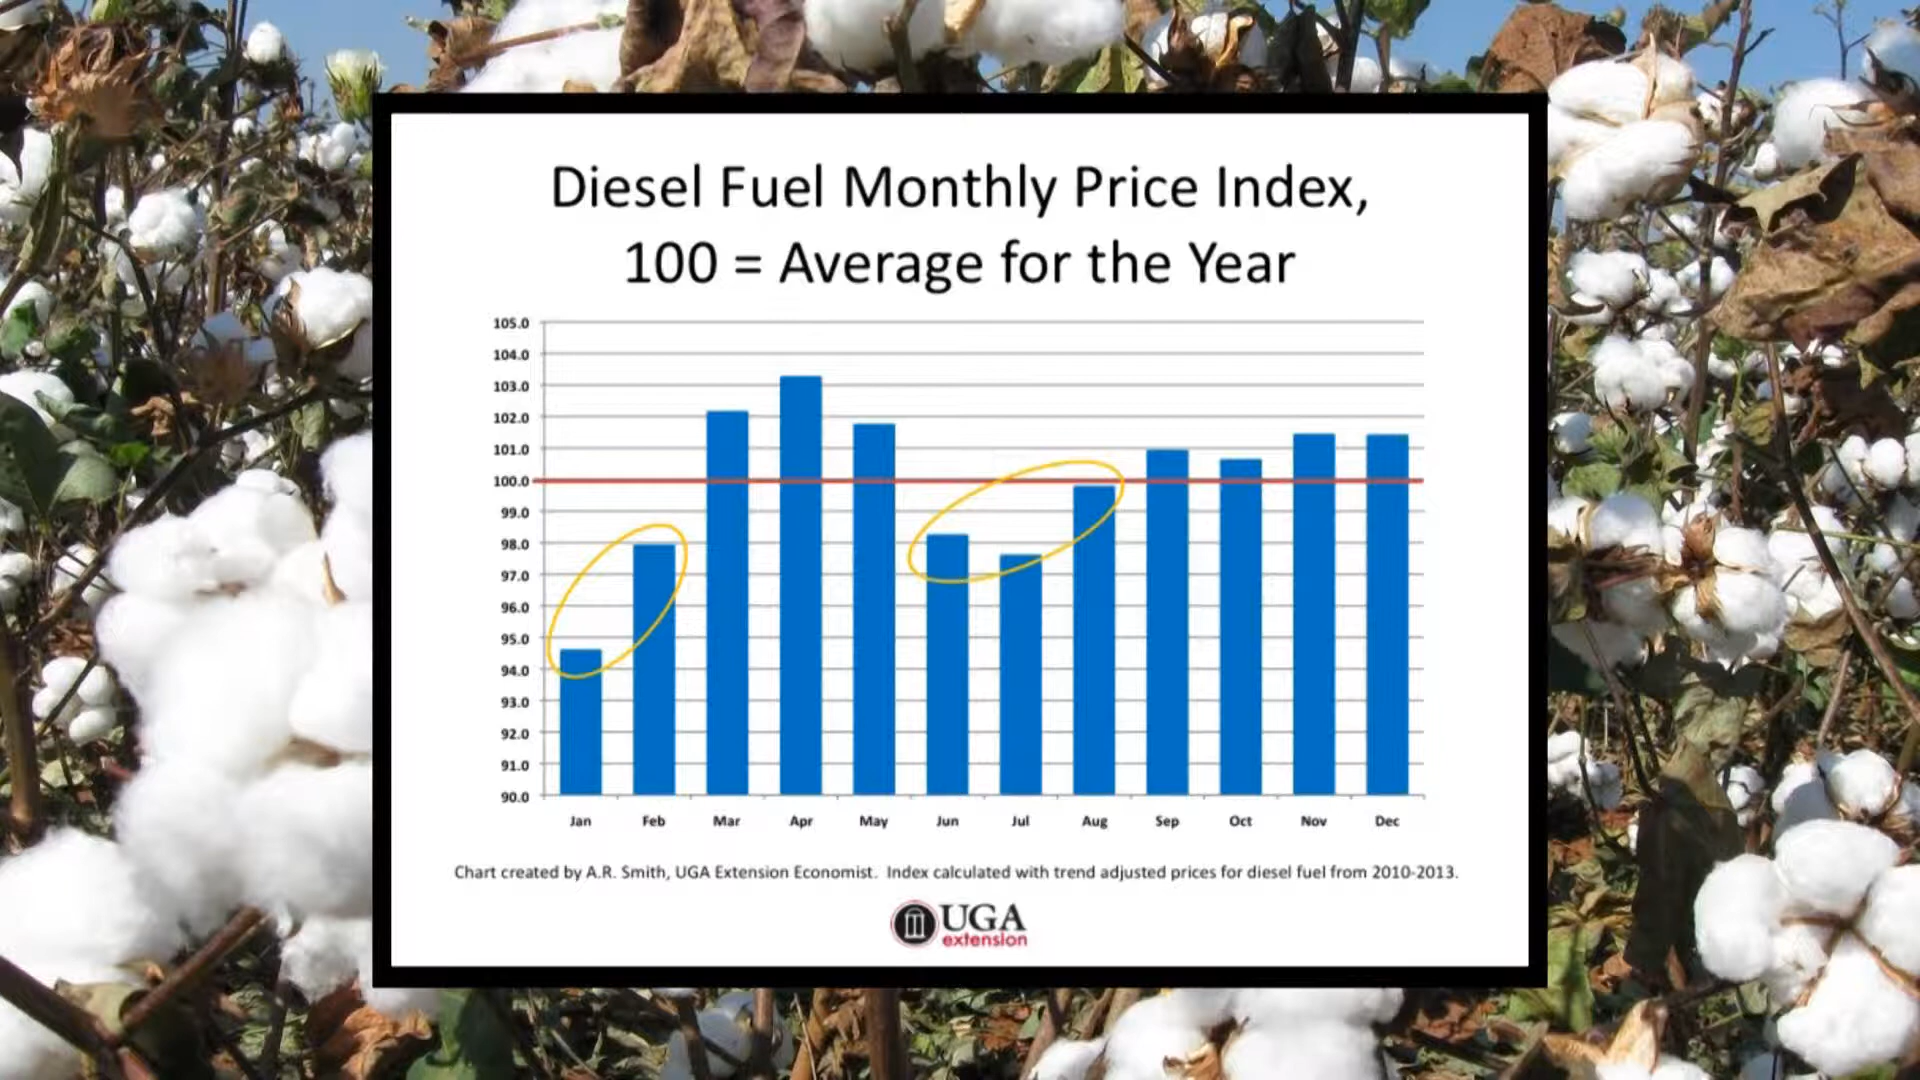 Diesel Fuel Monthly Price Index,
100 = Average for the Year
105.0
104.0
103.0
102.0
101.0
100.0
99.0
98.0
97.0
96.0
95.0
94.0
93.0
92.0
91.0
90.0
Jan Feb Mar Apr May Jun Jul Aug Sep Oct Nov Dec
Chart created by A.R. Smith, UGA Extension Economist. Index calculated with trend adjusted prices for diesel fuel from 2010-2013.
UGA
extension